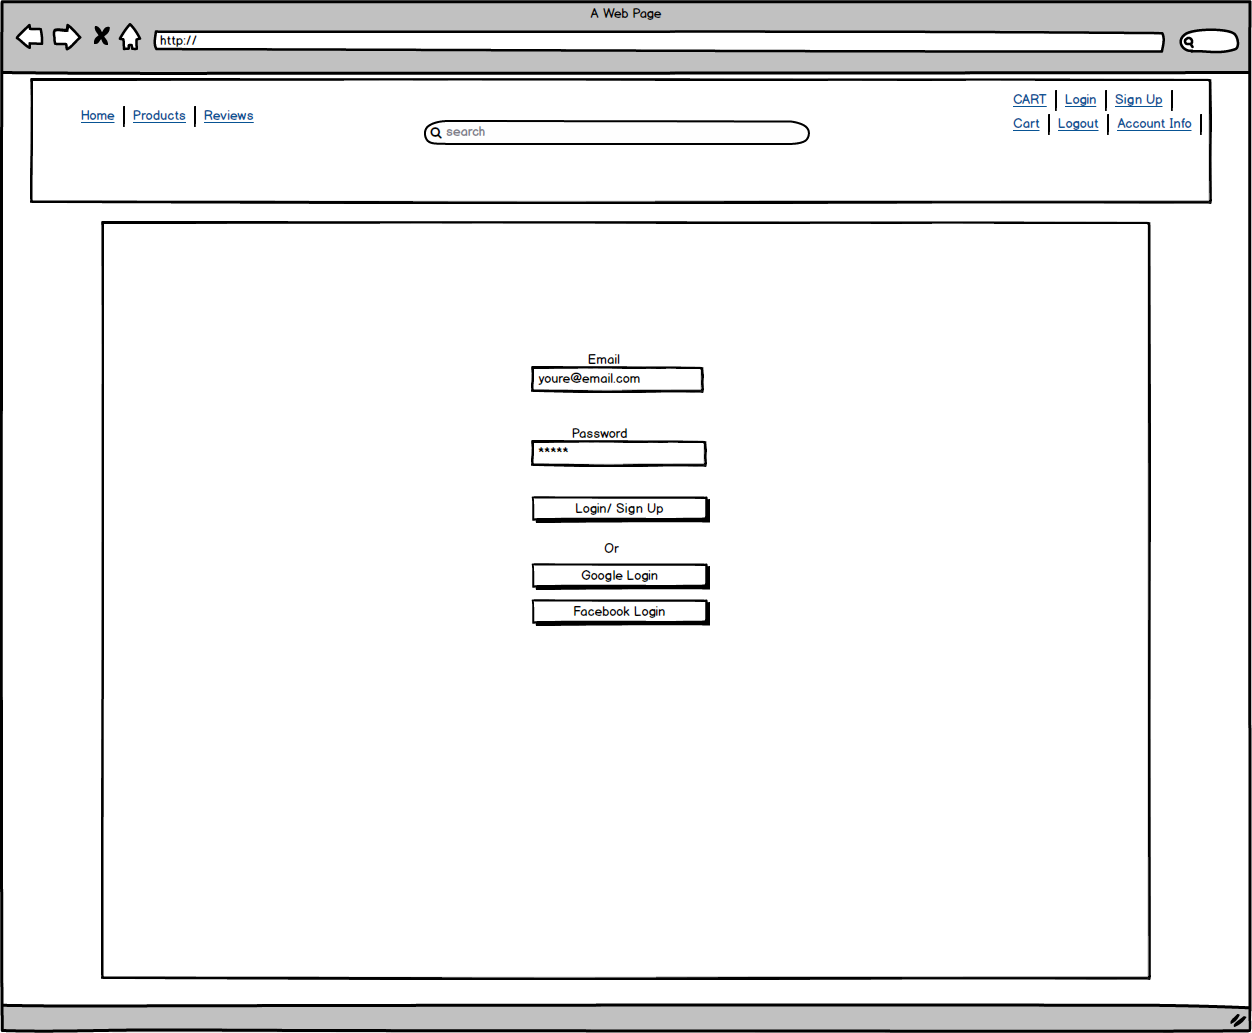 A Web Page
http://
Home Products Reviews
search
CART Login Sign Up
Cart Logout Account Info
Email
youre@email.com
Password
*****
Login/ Sign Up
Or
Google Login
Facebook Login